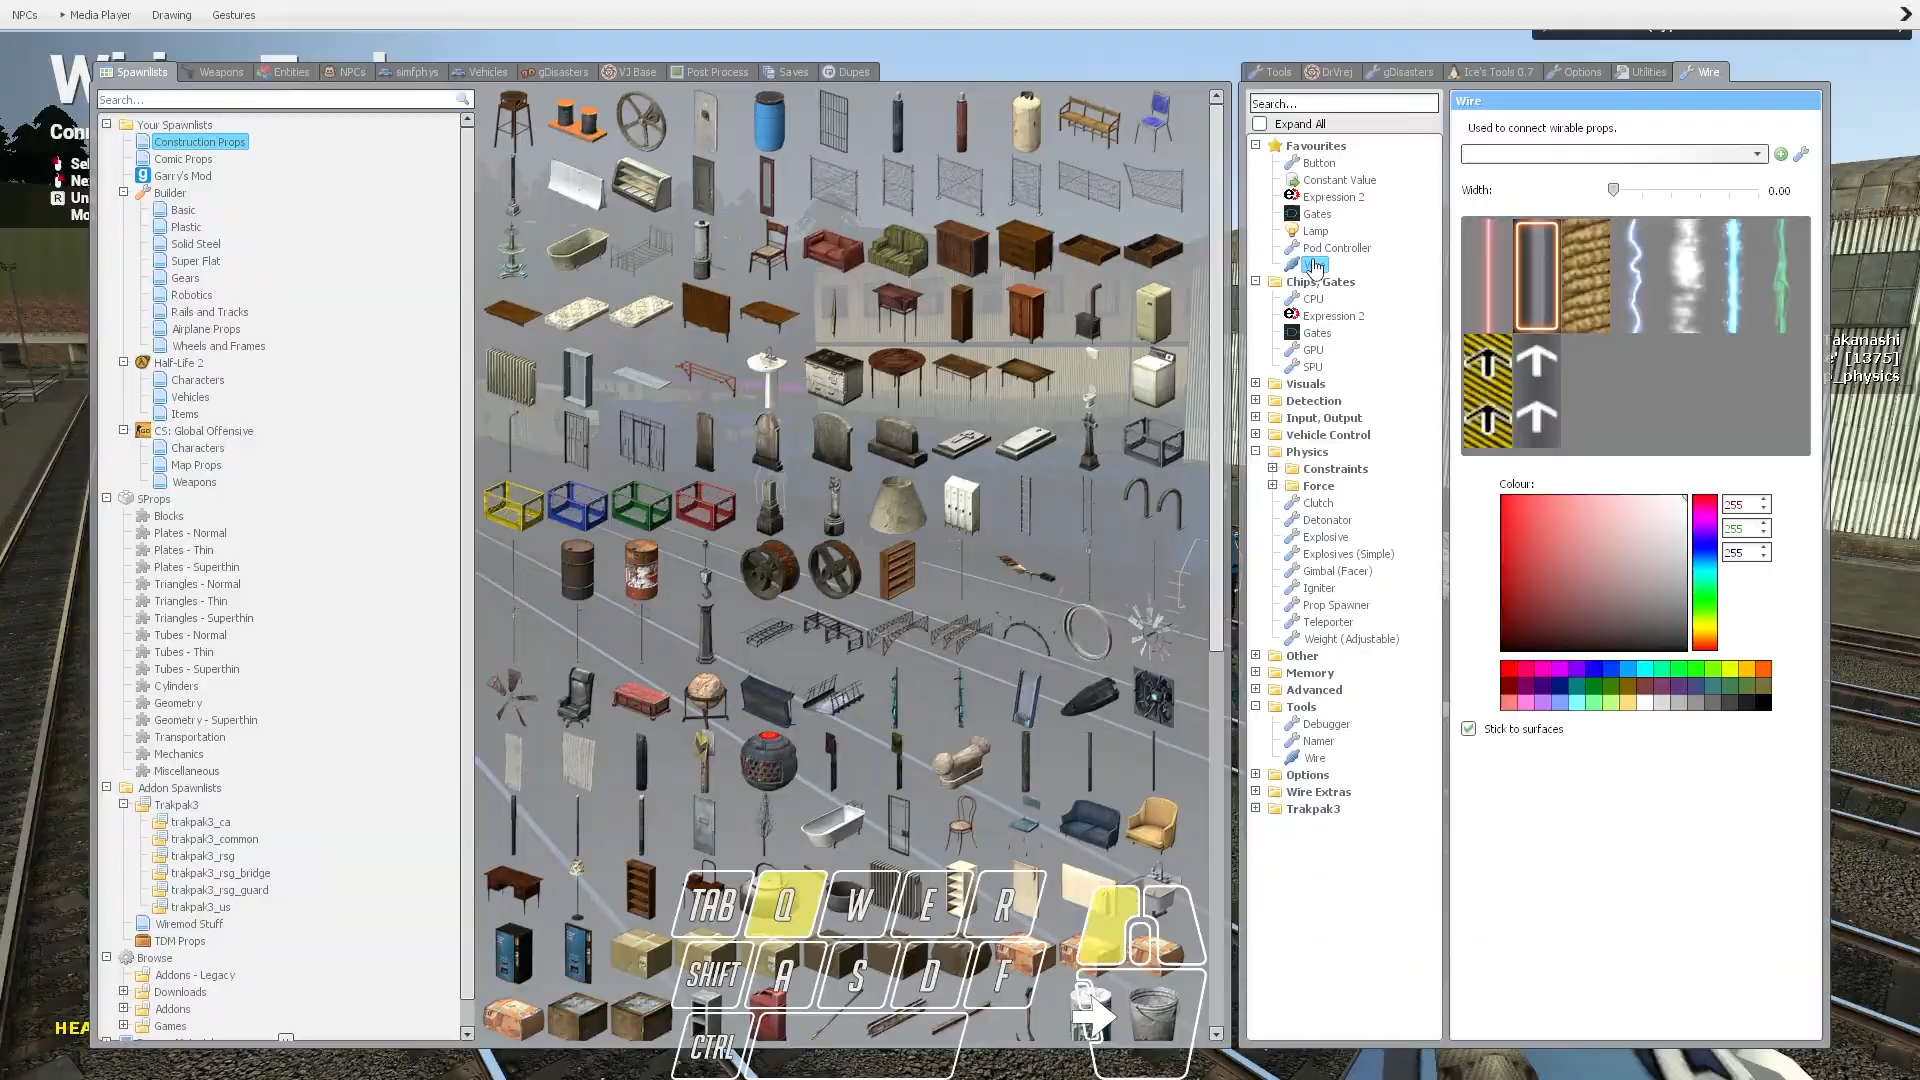 NPCs
Media Player
Drawing
Gestures
Spawnlists
Weapons
Entities
NPCs
simfphys
Vehicles
gDisasters
VJ Base
Post Process
Saves
Dupes
Search...
Your Spawnlists
Construction Props
Comic Props
Garry's Mod
Builder
Basic
Plastic
Solid Steel
Super Flat
Gears
Robotics
Rails and Tracks
Airplane Props
Wheels and Frames
Half-Life 2
Characters
Vehicles
Items
CS: Global Offensive
Characters
Map Props
Weapons
SProps
Blocks
Plates - Normal
Plates - Thin
Plates - Superthin
Triangles - Normal
Triangles - Thin
Triangles - Superthin
Tubes - Normal
Tubes - Thin
Tubes - Superthin
Cylinders
Geometry
Geometry - Superthin
Transportation
Mechanics
Miscellaneous
Addon Spawnlists
Trakpak3
trakpak3_ca
trakpak3_common
trakpak3_rsg
trakpak3_rsg_bridge
trakpak3_rsg_guard
trakpak3_us
Wiremod Stuff
TDM Props
Browse
Addons - Legacy
Downloads
Addons
Games
HEA
TAB
Q
W
E
R
SHIFT
A
S
D
F
CTRL
Tools
DrVrej
gDisasters
Ice's Tools 0.7
Options
Utilities
Wire
Search...
Expand All
Favourites
Button
Constant Value
Expression 2
Gates
Lamp
Pod Controller
Chips, Gates
CPU
Expression 2
Gates
GPU
SPU
Visuals
Detection
Input, Output
Vehicle Control
Physics
Constraints
Force
Clutch
Detonator
Explosive
Explosives (Simple)
Gimbal (Facer)
Igniter
Prop Spawner
Teleporter
Weight (Adjustable)
Other
Memory
Advanced
Tools
Debugger
Namer
Wire
Options
Wire Extras
Trakpak3
Wire
Used to connect wirable props.
Width:
0.00
Colour:
255
255
255
Stick to surfaces
akanashi
[1375]
_physics